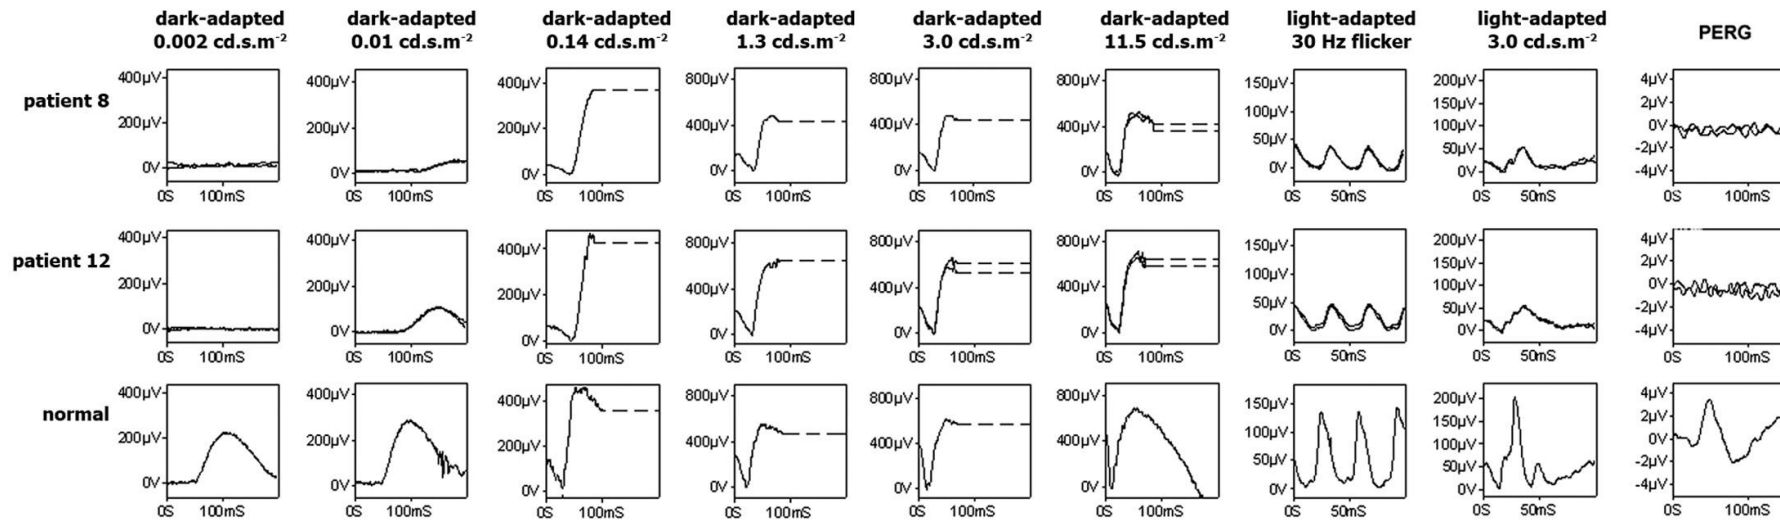 dark-adapted dark-adapted dark-adapted dark-adapted dark-adapted dark-adapted light-adapted light-adapted PERG
0.002 cd.s.m⁻² 0.01 cd.s.m⁻² 0.14 cd.s.m⁻² 1.3 cd.s.m⁻² 3.0 cd.s.m⁻² 11.5 cd.s.m⁻² 30 Hz flicker 3.0 cd.s.m⁻²
patient 8
400µV 400µV 400µV 800µV 800µV 800µV 150µV 200µV 4µV
200µV 200µV 200µV 400µV 400µV 400µV 100µV 150µV 2µV
0V 0V 0V 0V 0V 0V 50µV 100µV 0V
0V 50µV -2µV
0V -4µV
0S 100mS 0S 100mS 0S 100mS 0S 100mS 0S 100mS 0S 100mS 0S 50mS 0S 50mS 0S 100mS
patient 12
400µV 400µV 400µV 800µV 800µV 800µV 150µV 200µV 4µV
200µV 200µV 200µV 400µV 400µV 400µV 100µV 150µV 2µV
0V 0V 0V 0V 0V 0V 50µV 100µV 0V
0V 50µV -2µV
0V -4µV
0S 100mS 0S 100mS 0S 100mS 0S 100mS 0S 100mS 0S 100mS 0S 50mS 0S 50mS 0S 100mS
normal
400µV 400µV 400µV 800µV 800µV 800µV 150µV 200µV 4µV
200µV 200µV 200µV 400µV 400µV 400µV 100µV 150µV 2µV
0V 0V 0V 0V 0V 0V 50µV 100µV 0V
0V 50µV -2µV
0V -4µV
0S 100mS 0S 100mS 0S 100mS 0S 100mS 0S 100mS 0S 100mS 0S 50mS 0S 50mS 0S 100mS